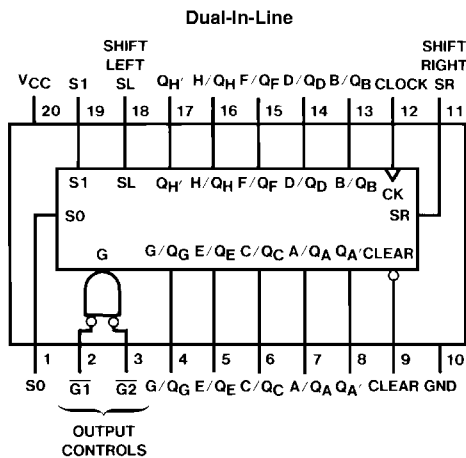 Dual-In-Line
SHIFT LEFT
SHIFT RIGHT
VCC S1 SL QH' H/QH F/QF D/QD B/QB CLOCK SR
20 19 18 17 16 15 14 13 12 11
S1 SL QH' H/QH F/QF D/QD B/QB CK
S0 SR
G G/QG E/QE C/QC A/QA QA' CLEAR
1 2 3 4 5 6 7 8 9 10
S0 G1 G2 G/QG E/QE C/QC A/QA QA' CLEAR GND
OUTPUT
CONTROLS